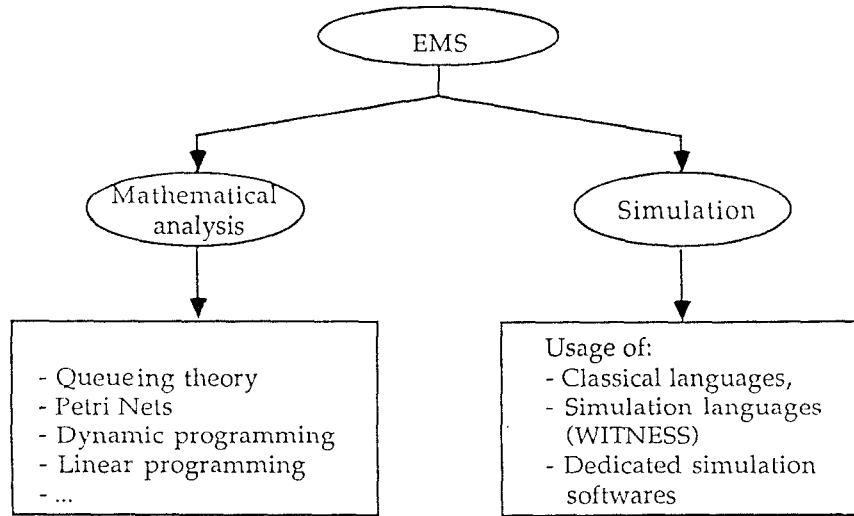 EMS
Mathematical
analysis
Simulation
- Queueing theory
- Petri Nets
- Dynamic programming
- Linear programming
- ...
Usage of:
- Classical languages,
- Simulation languages
(WITNESS)
- Dedicated simulation
softwares